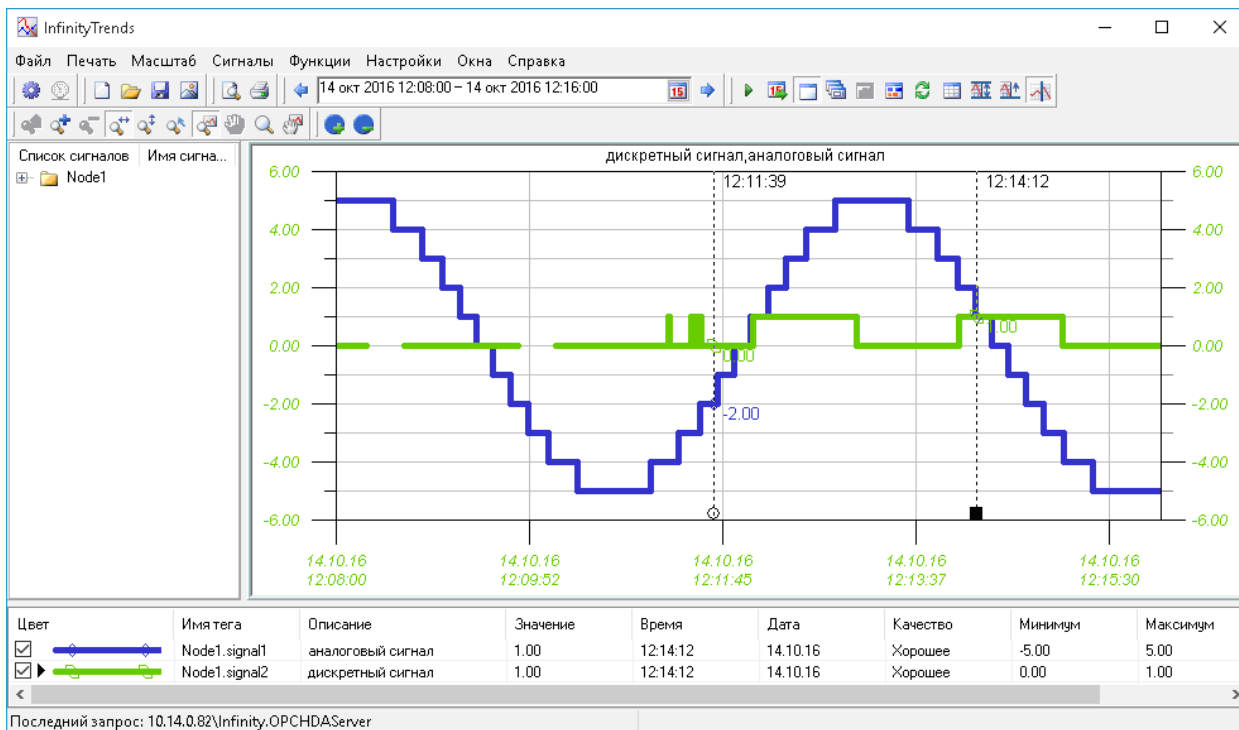 InfinityTrends
Файл Печать Масштаб Сигналы Функции Настройки Окна Справка
14 окт 2016 12:08:00 – 14 окт 2016 12:16:00
15
15
Список сигналов Имя сигна...
Node1
дискретный сигнал,аналоговый сигнал
6.00 12:11:39 12:14:12 6.00
4.00 4.00
2.00 2.00
1.00
0.00 0.00 0.00
-2.00 -2.00 -2.00
-4.00 -4.00
-6.00 -6.00
14.10.16 14.10.16 14.10.16 14.10.16 14.10.16
12:08:00 12:09:52 12:11:45 12:13:37 12:15:30
Цвет Имя тега Описание Значение Время Дата Качество Минимум Максимум
Node1.signal1 аналоговый сигнал 1.00 12:14:12 14.10.16 Хорошее -5.00 5.00
Node1.signal2 дискретный сигнал 1.00 12:14:12 14.10.16 Хорошее 0.00 1.00
Последний запрос: 10.14.0.82\Infinity.OPCHDAServer